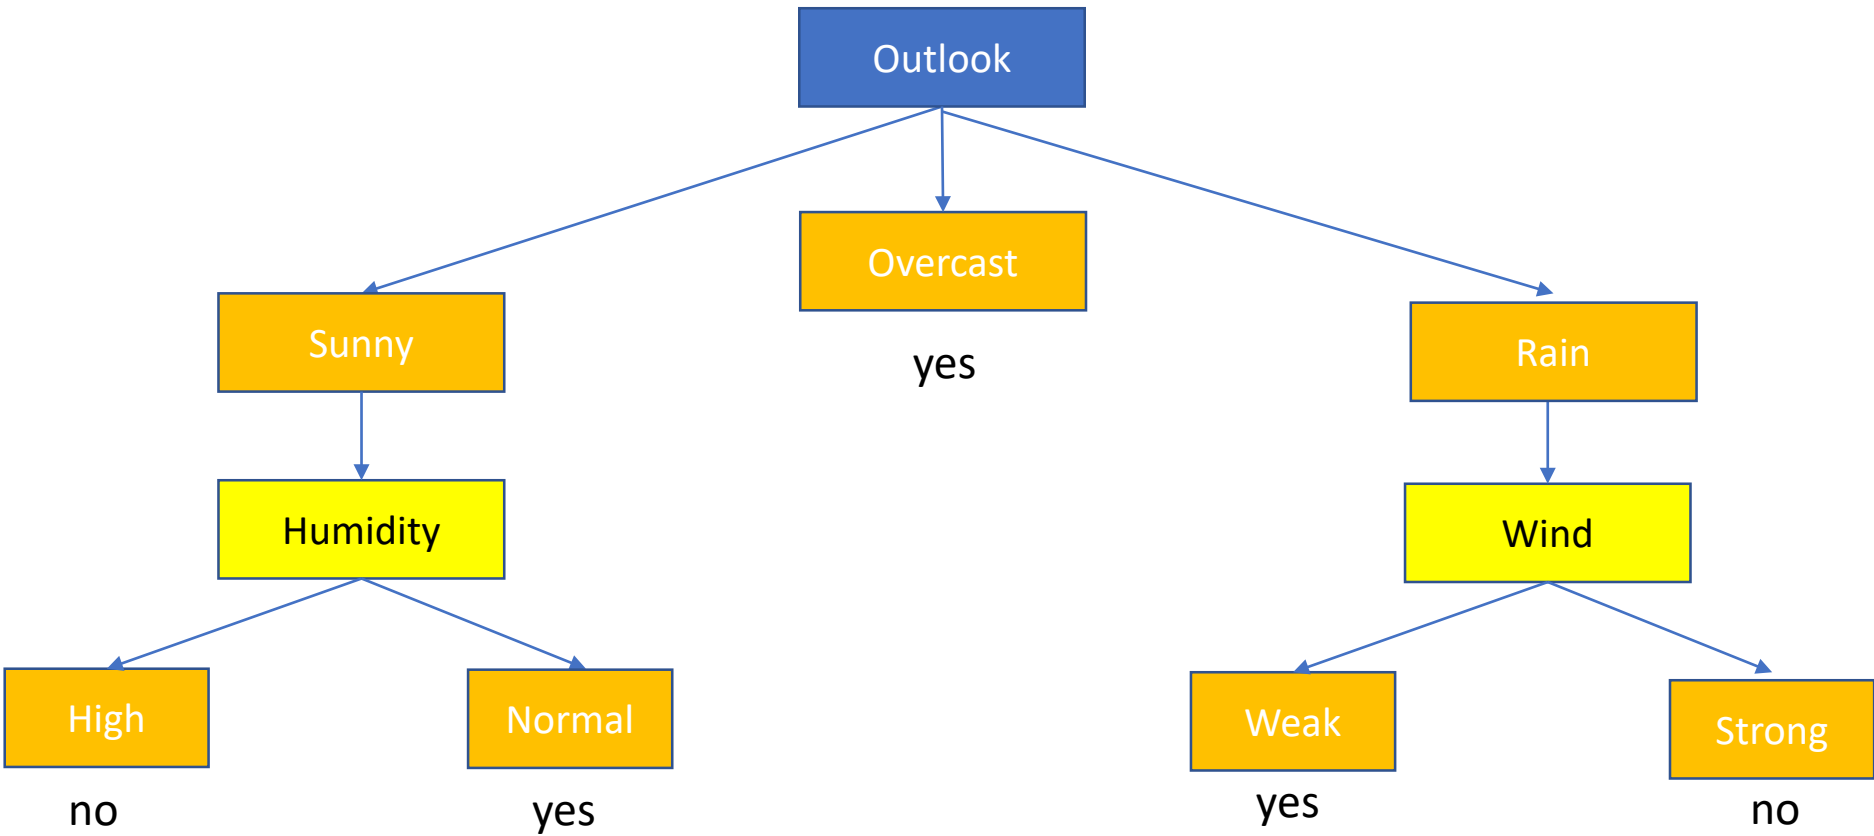 Outlook
Overcast
yes
Sunny
Rain
Humidity
Wind
High
Normal
Weak
Strong
no
yes
yes
no